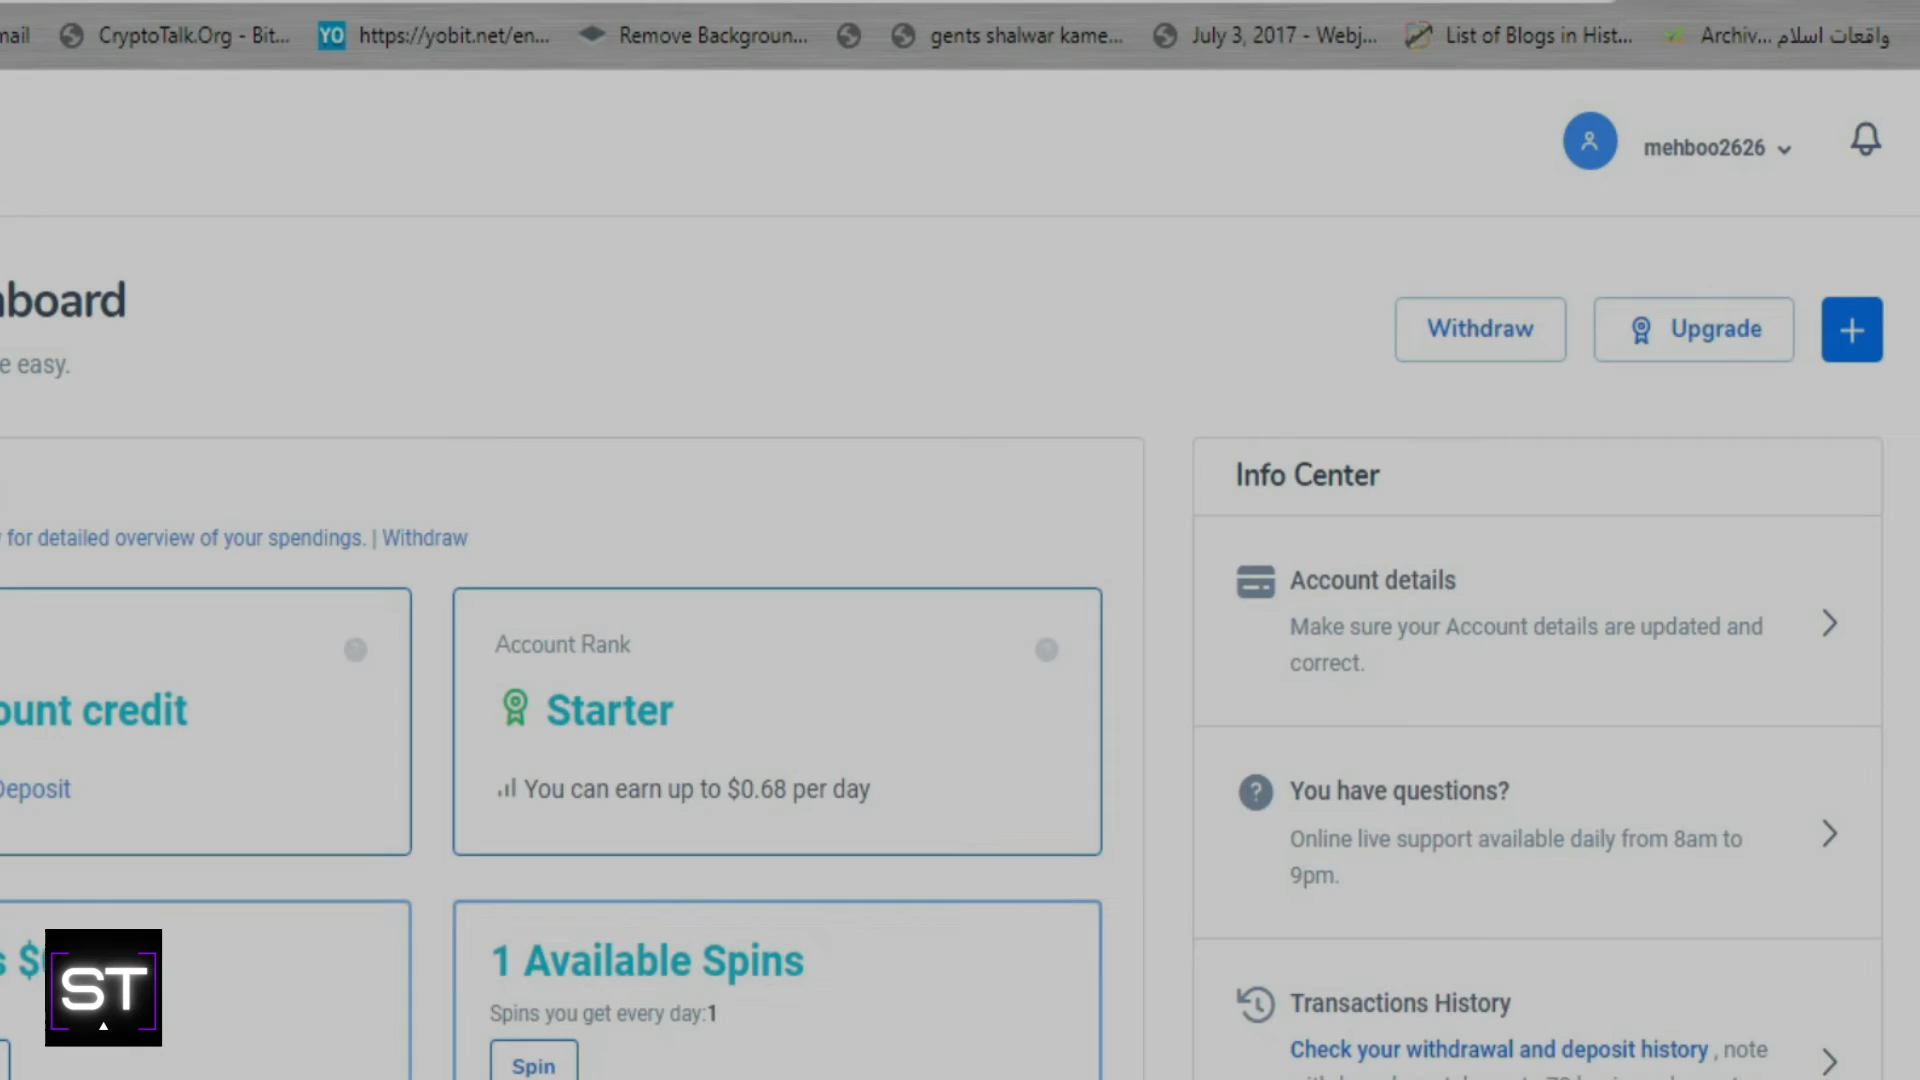 mail CryptoTalk.Org - Bit... YO https://yobit.net/en... Remove Backgroun... gents shalwar kame... July 3, 2017 - Webj... List of Blogs in Hist... واقعات اسلام ...Archiv
mehboo2626
board
e easy.
Withdraw Upgrade
Info Center
for detailed overview of your spendings. | Withdraw
Account details
Make sure your Account details are updated and
correct.
Account Rank
ount credit
Starter
Deposit
You can earn up to $0.68 per day
You have questions?
Online live support available daily from 8am to
9pm.
s $
ST
1 Available Spins
Spins you get every day:1
Spin
Transactions History
Check your withdrawal and deposit history , note